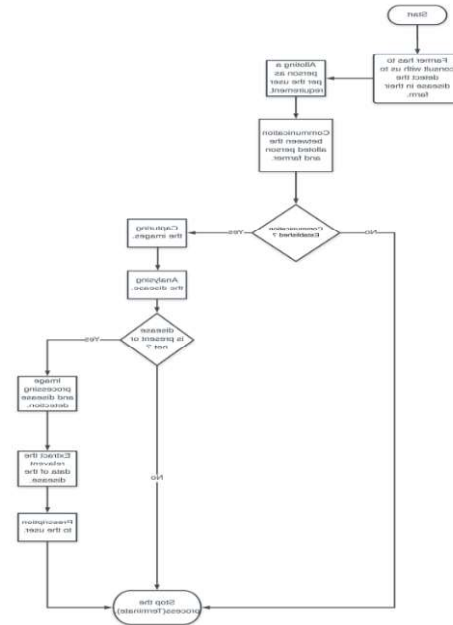 Start
Farmer has to
consult with us to
detect the
disease in their
farm.
Alloting a
person as
per the user
requirement.
Communication
between the
alloted person
and farmer.
Communication
Established ?
No
Yes
Capturing
the images.
Analysing
the disease.
disease
is present or
not ?
Yes
No
Image
processing
and disease
detection.
Extract the
relavent
data of the
disease.
Prescription
to the user.
Stop the
process(Terminate)